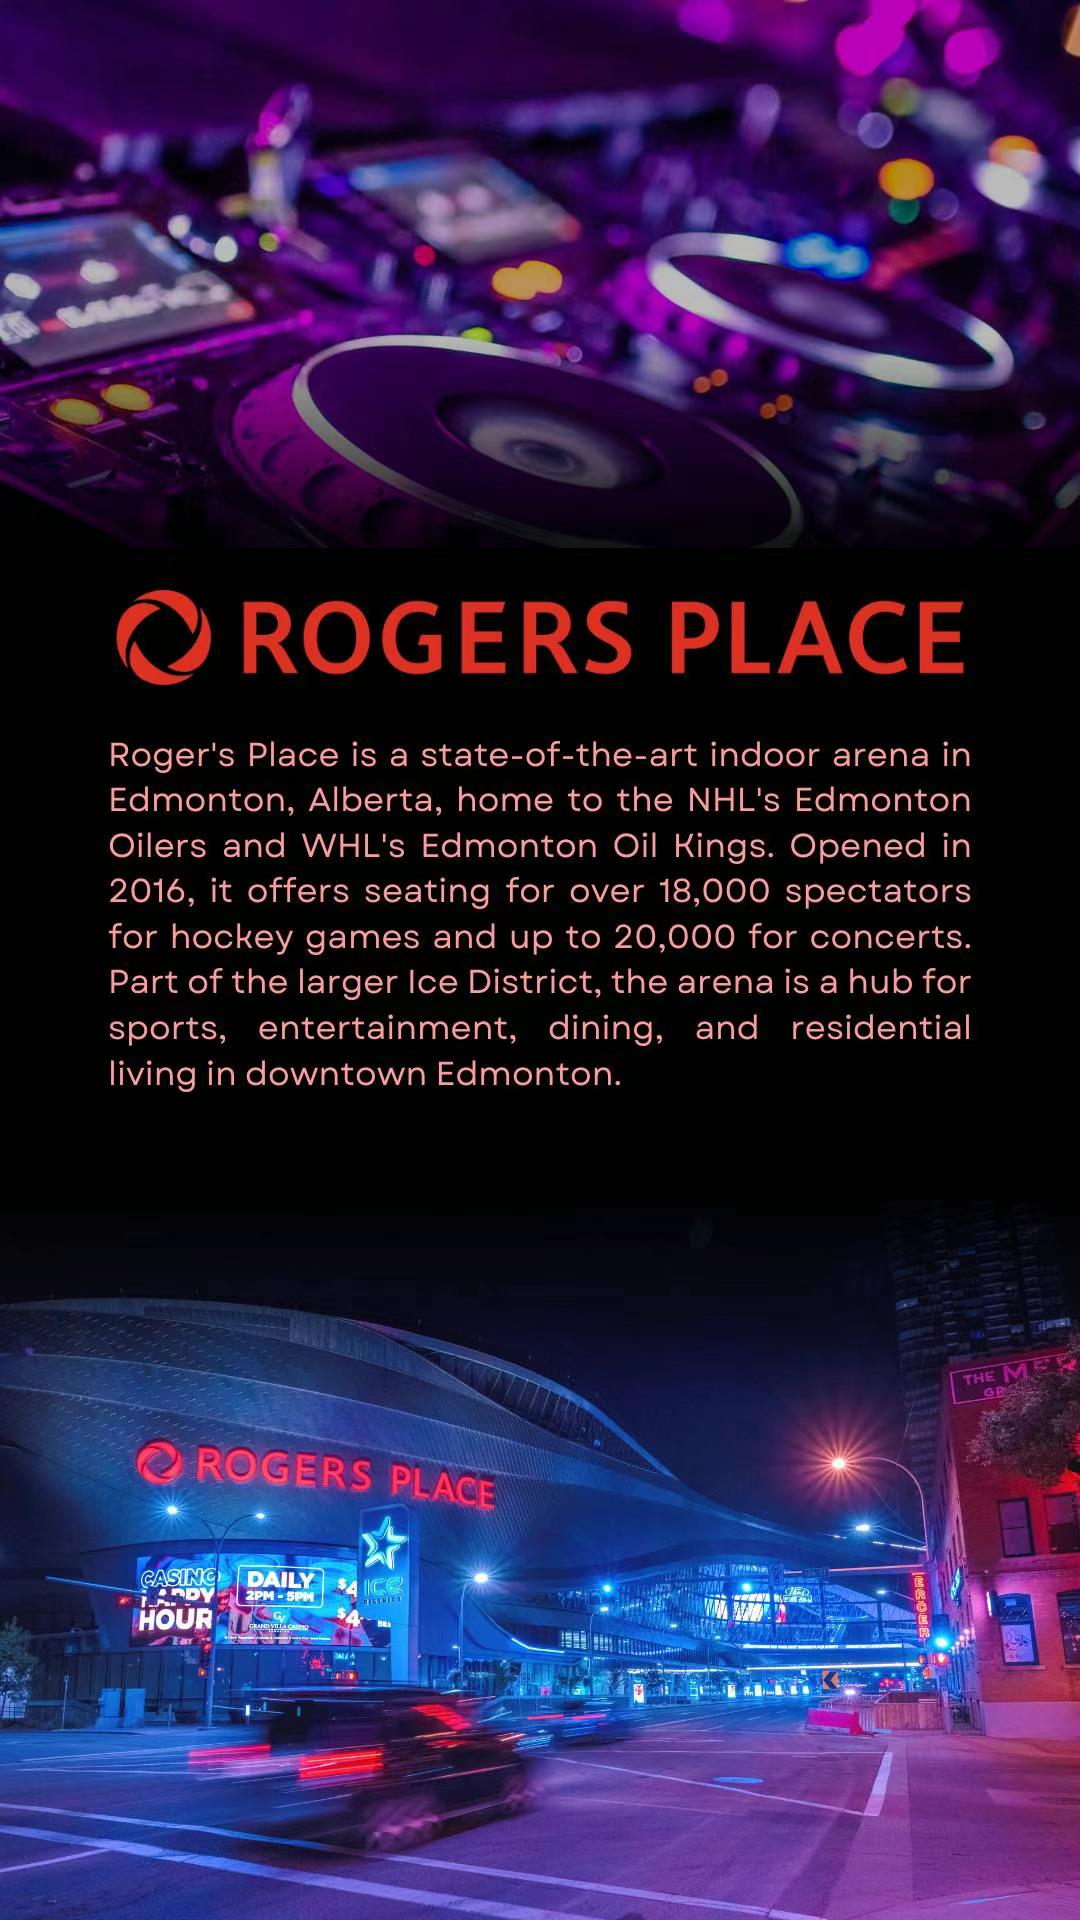 ROGERS PLACE
Roger's Place is a state-of-the-art indoor arena in
Edmonton, Alberta, home to the NHL's Edmonton
Oilers and WHL's Edmonton Oil Kings. Opened in
2016, it offers seating for over 18,000 spectators
for hockey games and up to 20,000 for concerts.
Part of the larger Ice District, the arena is a hub for
sports, entertainment, dining, and residential
living in downtown Edmonton.
THE
ROGERS PLACE
CASINO
HAPPY
HOUR
DAILY
2PM - 5PM
GV
GRAND VILLA CASINO
$4
$4
ICE
DISTRICT
MERCER